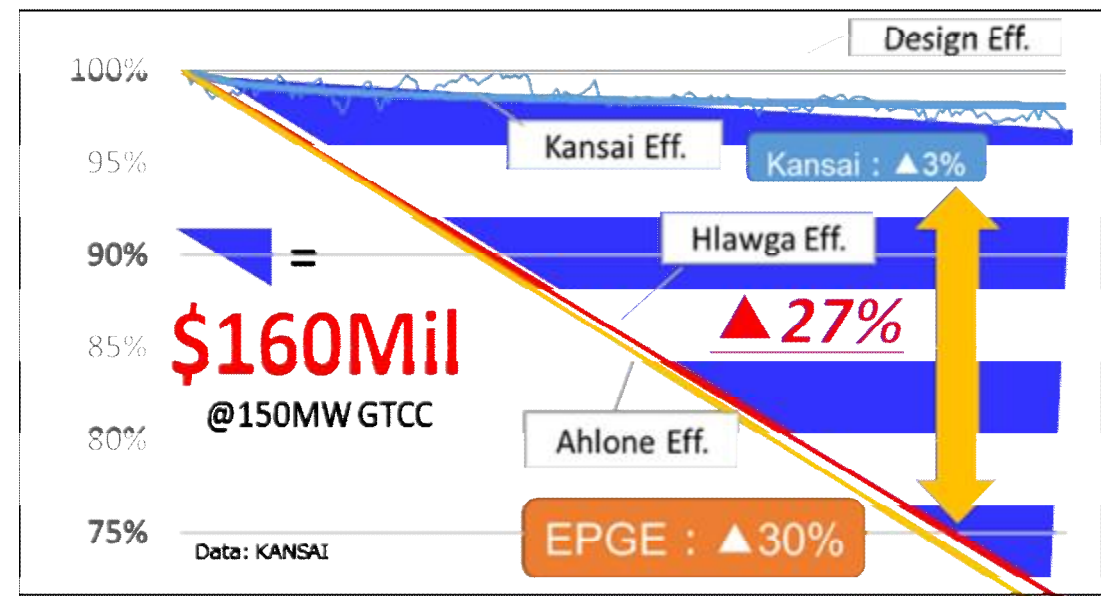 Design Eff.
100%
Kansai Eff.
95%
Kansai : ▲3%
Hlawga Eff.
90%
=
▲27%
$160Mil
85%
@150MW GTCC
80%
Ahlone Eff.
75%
EPGE : ▲30%
Data: KANSAI